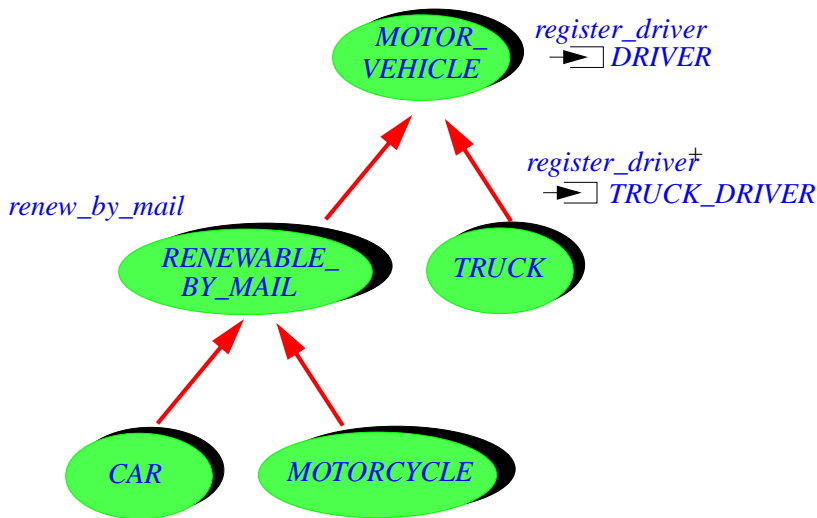 MOTOR_
VEHICLE
register_driver
DRIVER
register_driver+
TRUCK_DRIVER
renew_by_mail
RENEWABLE_
BY_MAIL
TRUCK
CAR
MOTORCYCLE